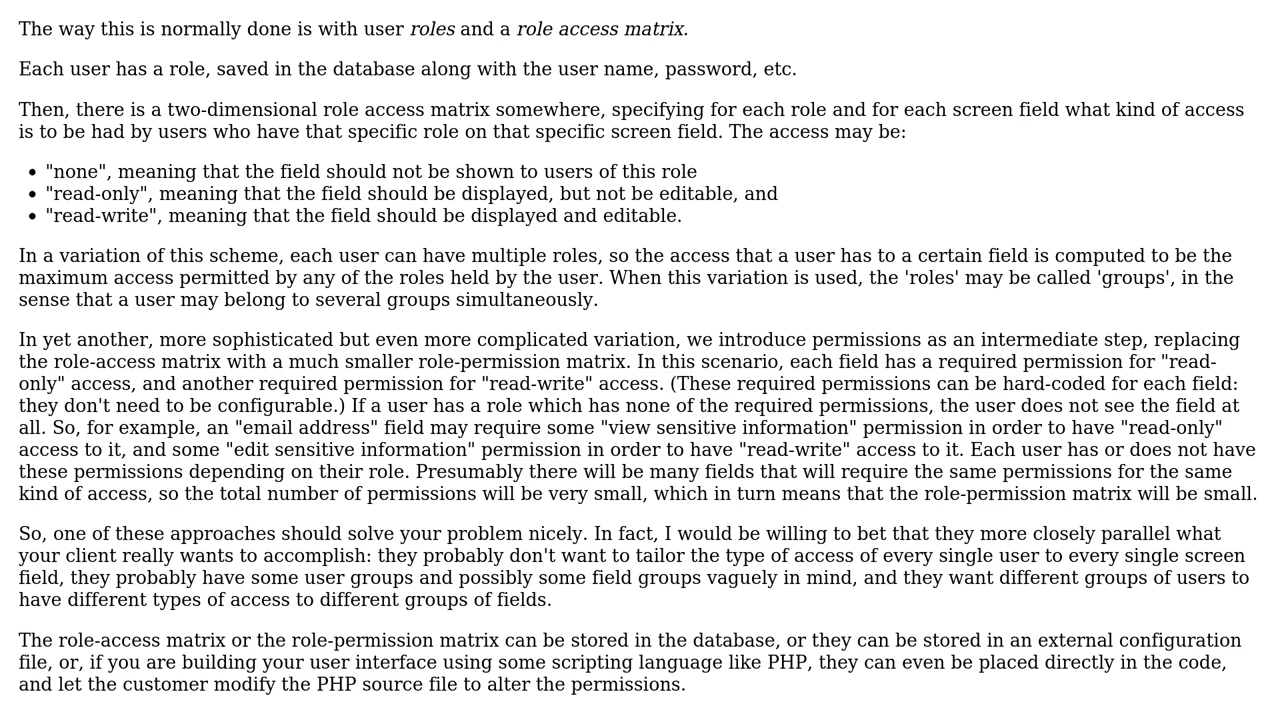 The way this is normally done is with user roles and a role access matrix.
Each user has a role, saved in the database along with the user name, password, etc.
Then, there is a two-dimensional role access matrix somewhere, specifying for each role and for each screen field what kind of access
is to be had by users who have that specific role on that specific screen field. The access may be:
• "none", meaning that the field should not be shown to users of this role
• "read-only", meaning that the field should be displayed, but not be editable, and
• "read-write", meaning that the field should be displayed and editable.
In a variation of this scheme, each user can have multiple roles, so the access that a user has to a certain field is computed to be the
maximum access permitted by any of the roles held by the user. When this variation is used, the 'roles' may be called 'groups', in the
sense that a user may belong to several groups simultaneously.
In yet another, more sophisticated but even more complicated variation, we introduce permissions as an intermediate step, replacing
the role-access matrix with a much smaller role-permission matrix. In this scenario, each field has a required permission for "read-
only" access, and another required permission for "read-write" access. (These required permissions can be hard-coded for each field:
they don't need to be configurable.) If a user has a role which has none of the required permissions, the user does not see the field at
all. So, for example, an "email address" field may require some "view sensitive information" permission in order to have "read-only"
access to it, and some "edit sensitive information" permission in order to have "read-write" access to it. Each user has or does not have
these permissions depending on their role. Presumably there will be many fields that will require the same permissions for the same
kind of access, so the total number of permissions will be very small, which in turn means that the role-permission matrix will be small.
So, one of these approaches should solve your problem nicely. In fact, I would be willing to bet that they more closely parallel what
your client really wants to accomplish: they probably don't want to tailor the type of access of every single user to every single screen
field, they probably have some user groups and possibly some field groups vaguely in mind, and they want different groups of users to
have different types of access to different groups of fields.
The role-access matrix or the role-permission matrix can be stored in the database, or they can be stored in an external configuration
file, or, if you are building your user interface using some scripting language like PHP, they can even be placed directly in the code,
and let the customer modify the PHP source file to alter the permissions.